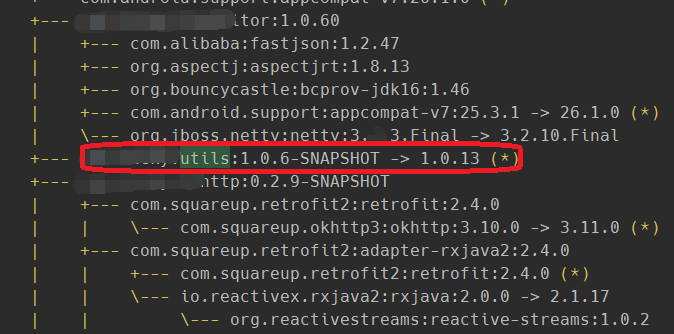 com.android.support:appcompat-v7:26.1.0 (*)
+--- itor:1.0.60
|    +--- com.alibaba:fastjson:1.2.47
|    +--- org.aspectj:aspectjrt:1.8.13
|    +--- org.bouncycastle:bcprov-jdk16:1.46
|    +--- com.android.support:appcompat-v7:25.3.1 -> 26.1.0 (*)
|    \--- org.jboss.netty:netty:3. 3.Final -> 3.2.10.Final
+--- utils:1.0.6-SNAPSHOT -> 1.0.13 (*)
+--- http:0.2.9-SNAPSHOT
|    +--- com.squareup.retrofit2:retrofit:2.4.0
|    |    \--- com.squareup.okhttp3:okhttp:3.10.0 -> 3.11.0 (*)
|    +--- com.squareup.retrofit2:adapter-rxjava2:2.4.0
|    |    +--- com.squareup.retrofit2:retrofit:2.4.0 (*)
|    |    \--- io.reactivex.rxjava2:rxjava:2.0.0 -> 2.1.17
|    |         \--- org.reactivestreams:reactive-streams:1.0.2